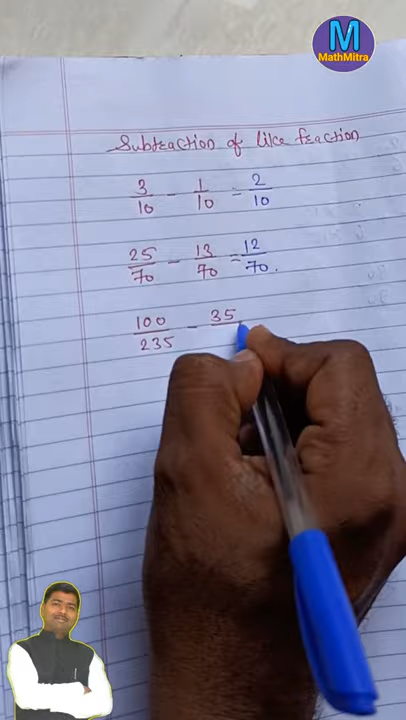 M
MathMitra
Subtraction of like fraction
3/10 - 1/10 = 2/10
25/70 - 13/70 = 12/70.
100/235 - 35